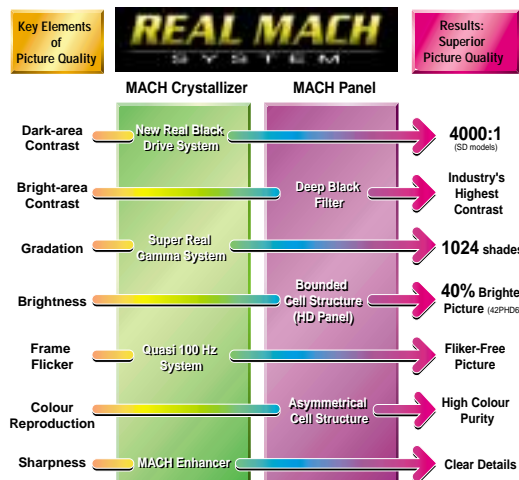 Key Elements
of
Picture Quality
REAL MACH
SYSTEM
Results:
Superior
Picture Quality
MACH Crystallizer
MACH Panel
Dark-area
Contrast
New Real Black
Drive System
4000:1
(SD models)
Bright-area
Contrast
Deep Black
Filter
Industry's
Highest
Contrast
Gradation
Super Real
Gamma System
1024 shades
Brightness
Bounded
Cell Structure
(HD Panel)
40% Brighte
Picture (42PHD6
Frame
Flicker
Quasi 100 Hz
System
Fliker-Free
Picture
Colour
Reproduction
Asymmetrical
Cell Structure
High Colour
Purity
Sharpness
MACH Enhancer
Clear Details